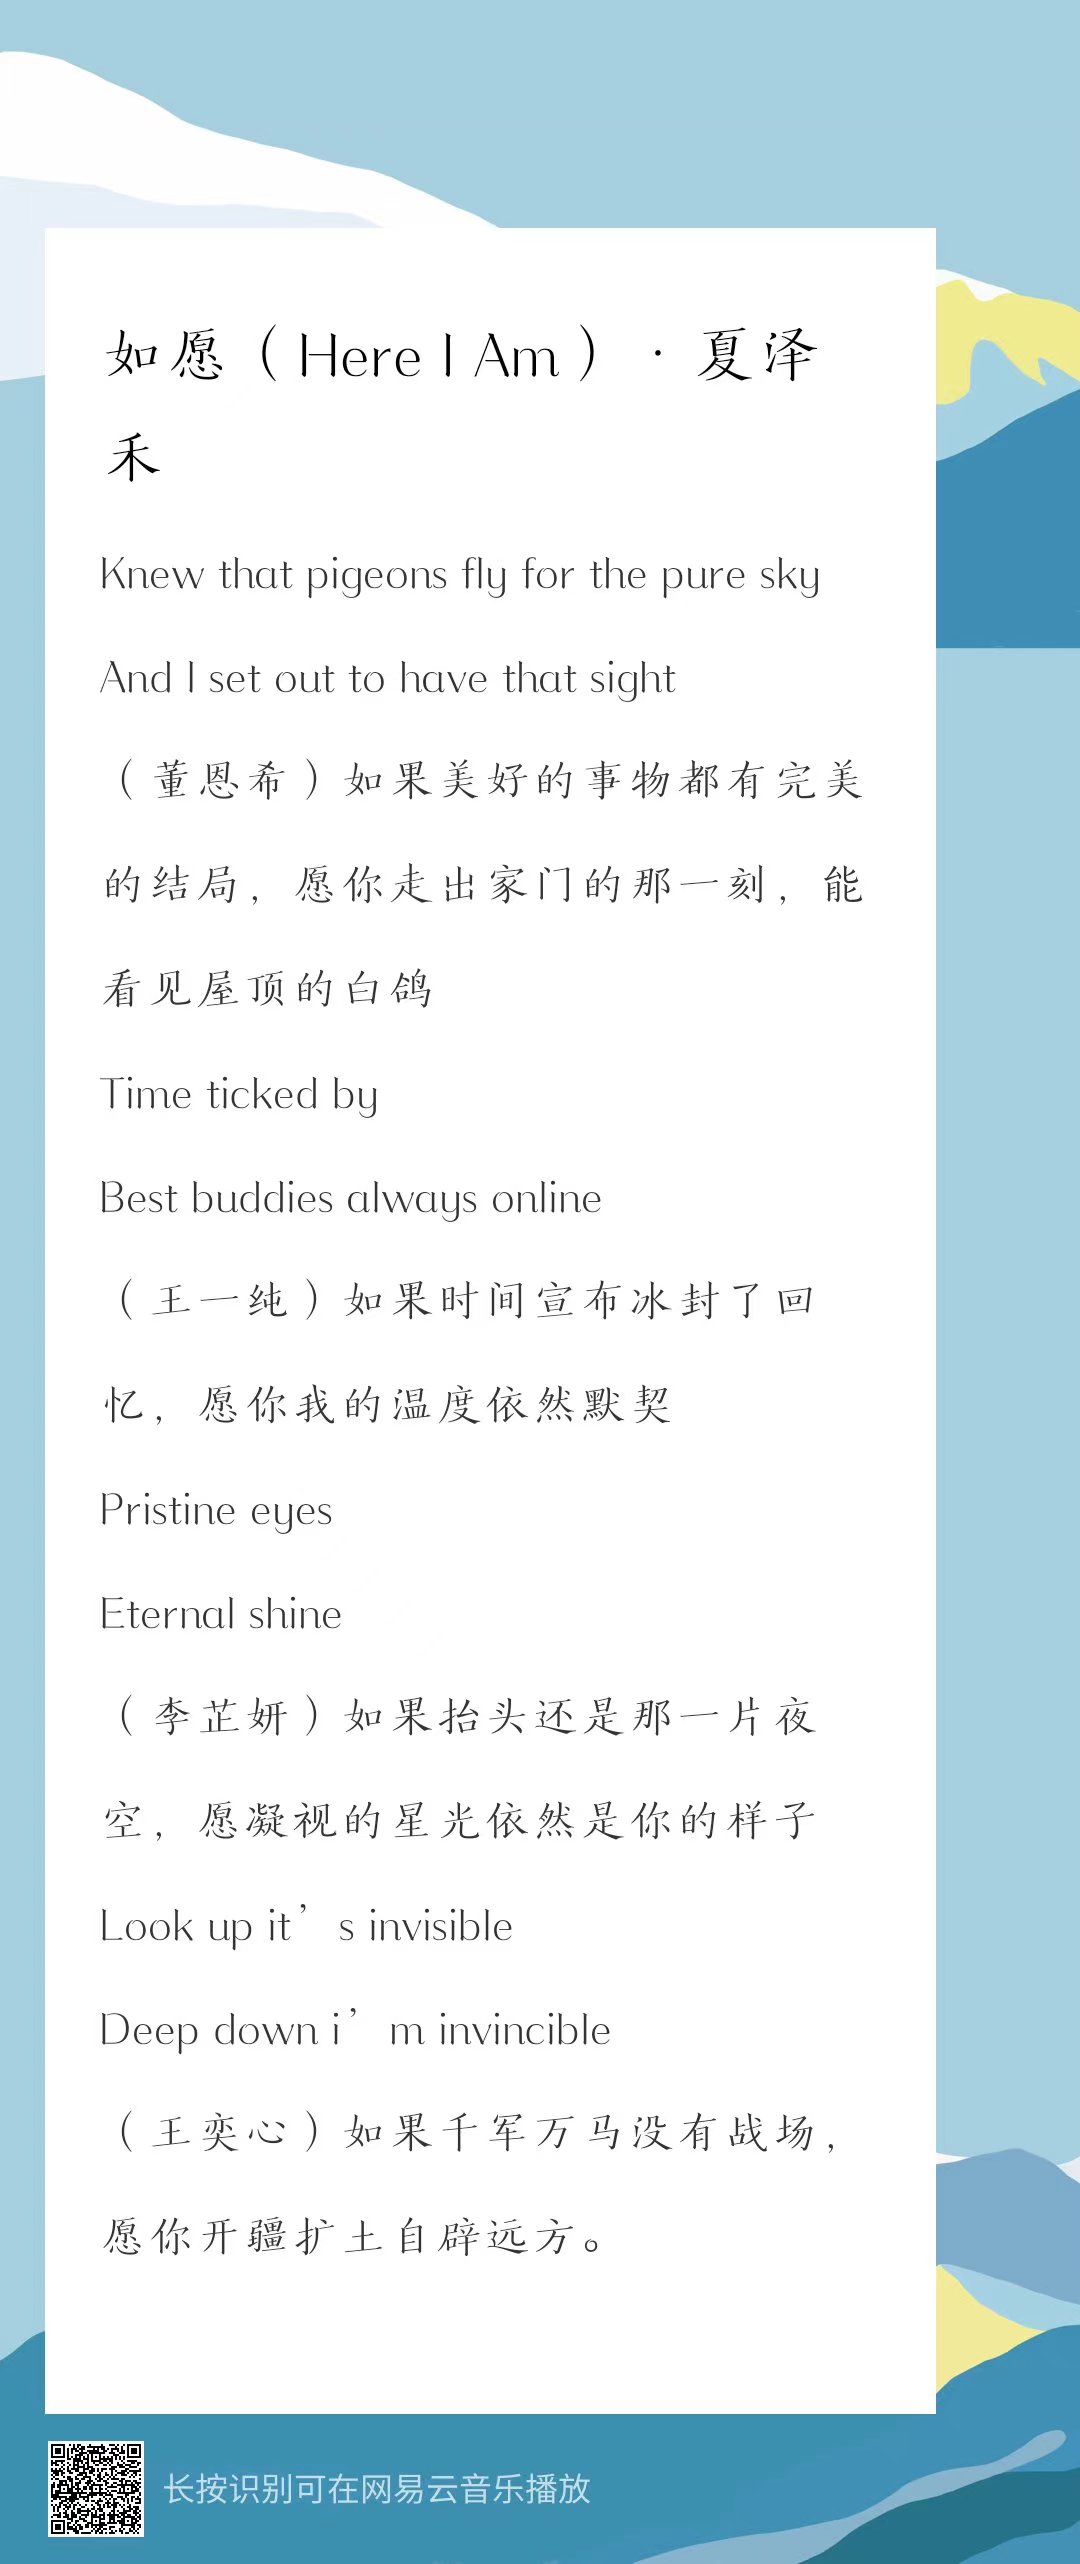 如愿（Here I Am） · 夏泽
禾
Knew that pigeons fly for the pure sky
And I set out to have that sight
（董恩希）如果美好的事物都有完美
的结局，愿你走出家门的那一刻，能
看见屋顶的白鸽
Time ticked by
Best buddies always online
（王一纯）如果时间宣布冰封了回
忆，愿你我的温度依然默契
Pristine eyes
Eternal shine
（李芷妍）如果抬头还是那一片夜
空，愿凝视的星光依然是你的样子
Look up it’s invisible
Deep down i’m invincible
（王奕心）如果千军万马没有战场，
愿你开疆扩土自辟远方。
长按识别可在网易云音乐播放